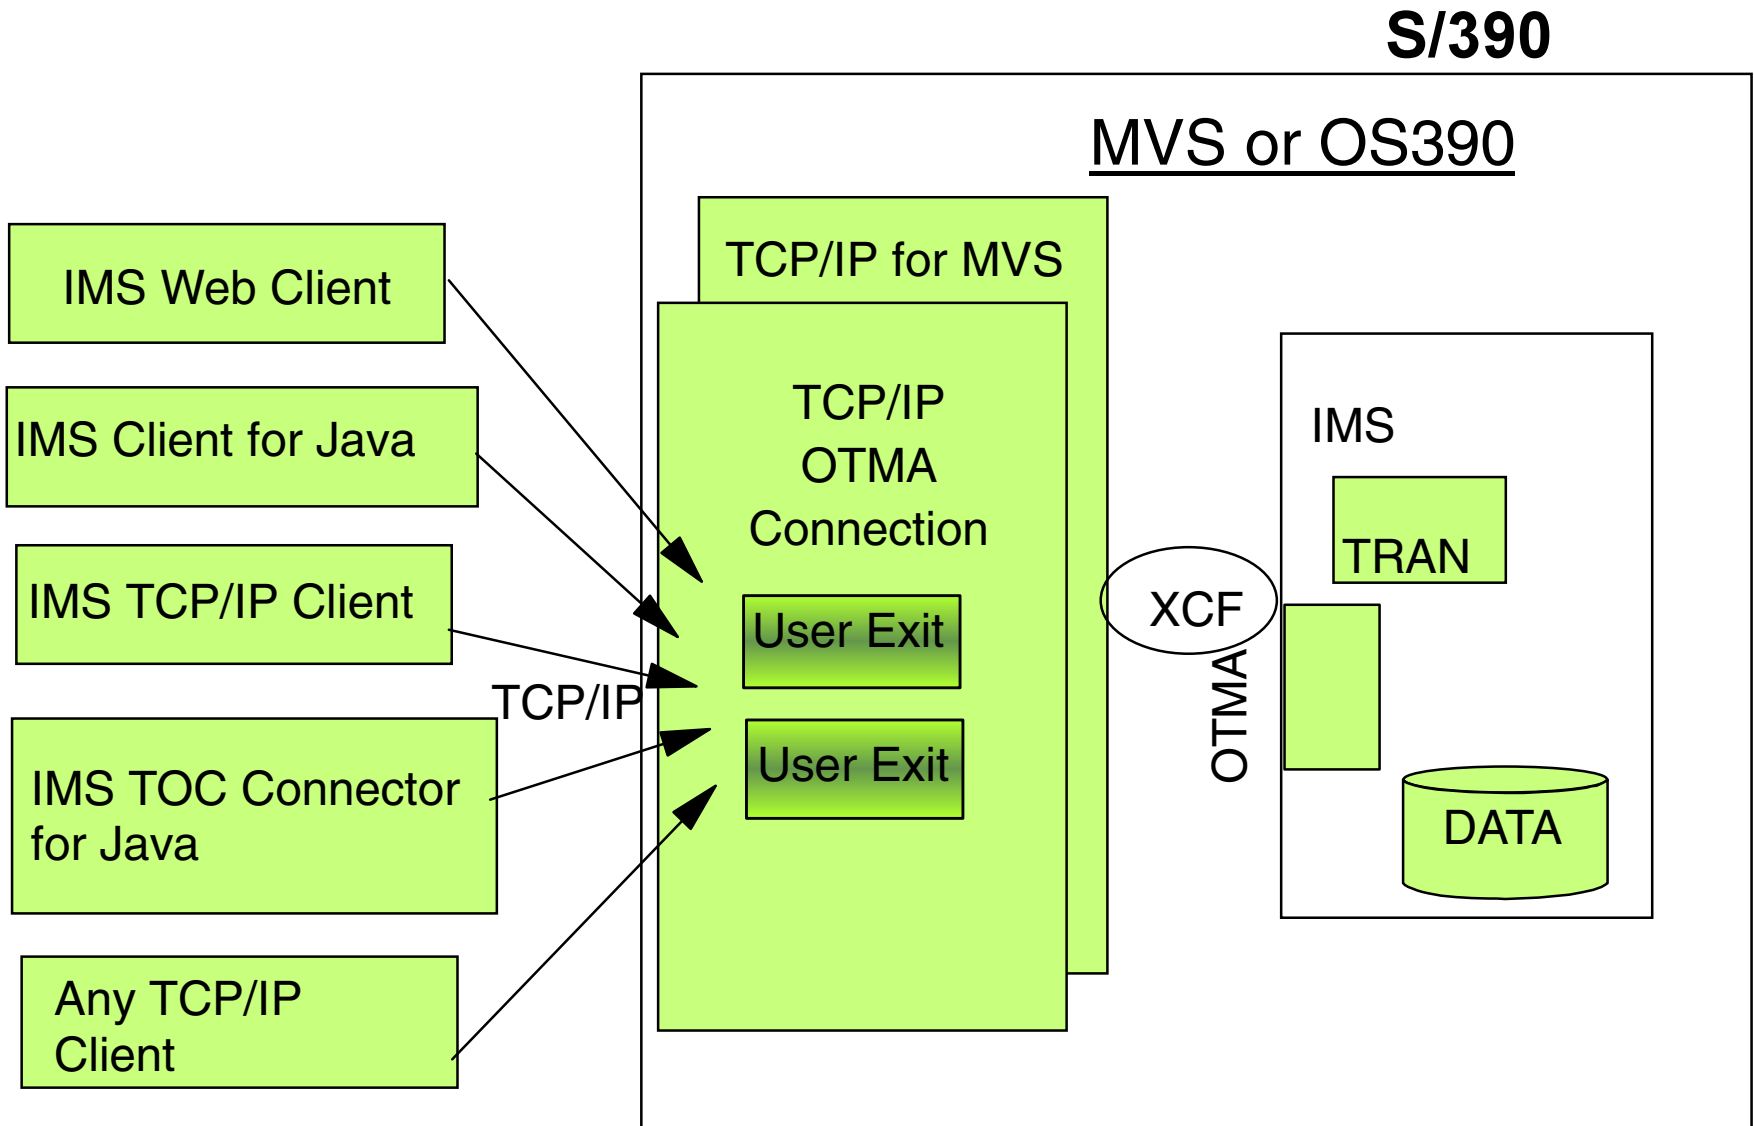 S/390
MVS or OS390
TCP/IP for MVS
IMS Web Client
TCP/IP
OTMA
Connection
IMS Client for Java
IMS
TRAN
IMS TCP/IP Client
User Exit
XCF
TCP/IP
OTMA
User Exit
IMS TOC Connector
for Java
DATA
Any TCP/IP
Client